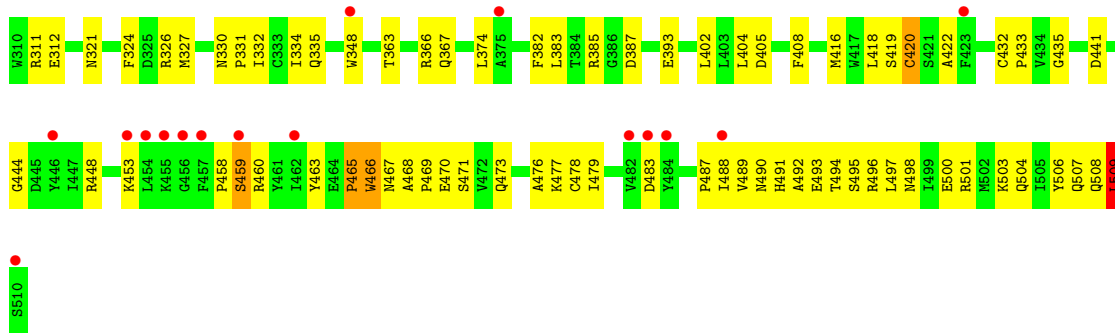 W310 R311 E312 N321 F324 D325 R326 M327 N330 P331 I332 C333 I334 Q335 W348 T363 R366 Q367 L374 A375 F382 L383 T384 R385 G386 D387 E393 L402 L403 L404 D405 F408 M416 W417 L418 S419 C420 S421 A422 F423 C432 P433 V434 G435 D441
G444 D445 Y446 I447 R448 K453 L454 K455 G456 F457 P458 S459 R460 Y461 I462 Y463 E464 P465 W466 N467 A468 P469 E470 S471 V472 Q473 A476 K477 C478 I479 V482 D483 Y484 P487 I488 V489 N490 H491 A492 E493 T494 S495 R496 L497 N498 I499 E500 R501 M502 K503 Q504 I505 Y506 Q507 Q508
S510